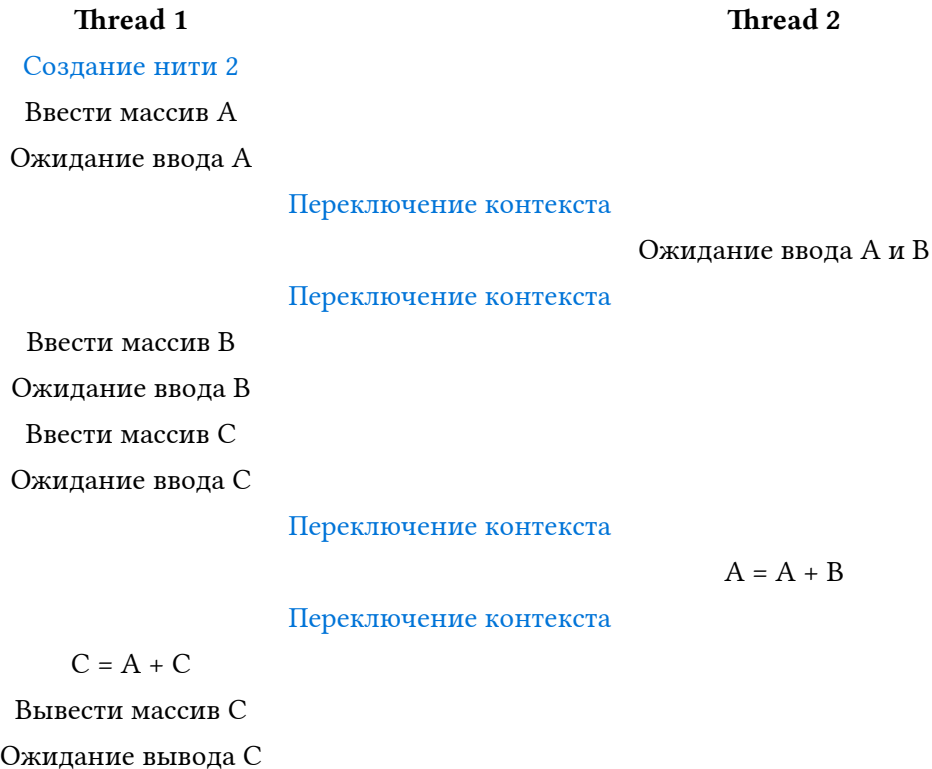 Thread 1 Thread 2
Создание нити 2
Ввести массив A
Ожидание ввода A
Переключение контекста
Ожидание ввода A и B
Переключение контекста
Ввести массив B
Ожидание ввода B
Ввести массив C
Ожидание ввода C
Переключение контекста
A = A + B
Переключение контекста
C = A + C
Вывести массив C
Ожидание вывода C